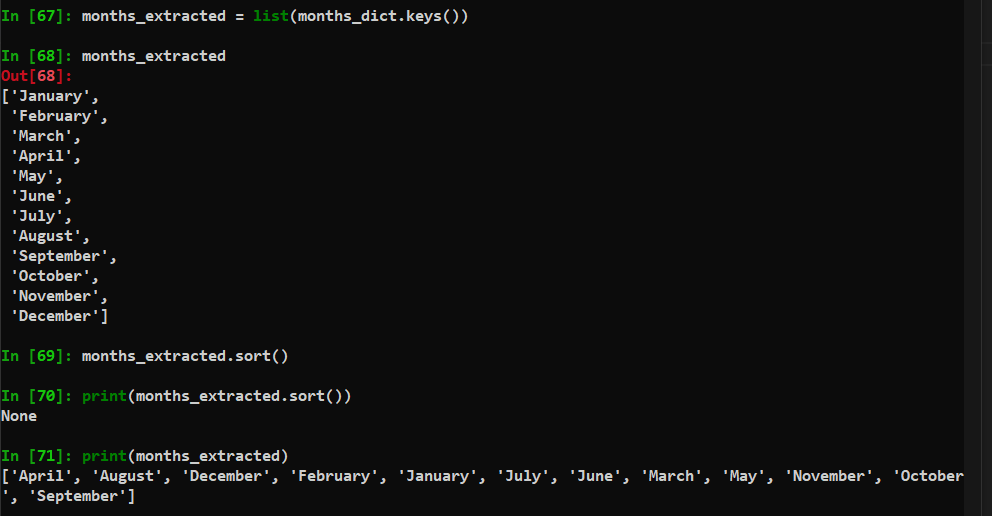 In [67]: months_extracted = list(months_dict.keys())
In [68]: months_extracted
Out[68]:
['January',
 'February',
 'March',
 'April',
 'May',
 'June',
 'July',
 'August',
 'September',
 'October',
 'November',
 'December']
In [69]: months_extracted.sort()
In [70]: print(months_extracted.sort())
None
In [71]: print(months_extracted)
['April', 'August', 'December', 'February', 'January', 'July', 'June', 'March', 'May', 'November', 'October
', 'September']